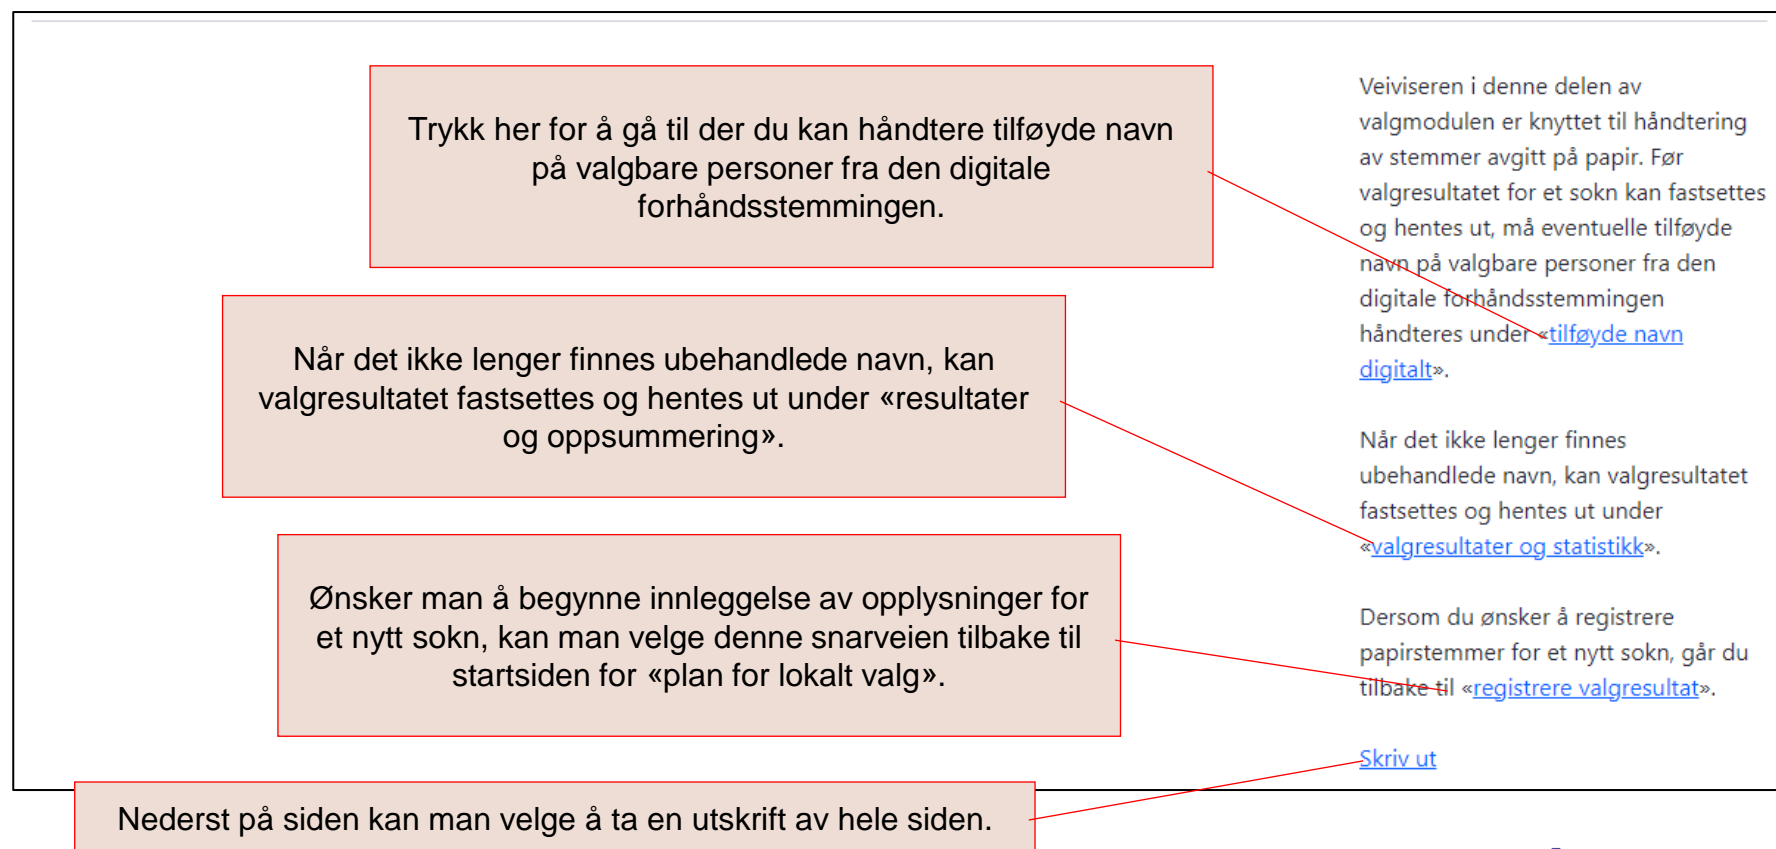 Trykk her for å gå til der du kan håndtere tilføyde navn
på valgbare personer fra den digitale
forhåndsstemmingen.
Når det ikke lenger finnes ubehandlede navn, kan
valgresultatet fastsettes og hentes ut under «resultater
og oppsummering».
Ønsker man å begynne innleggelse av opplysninger for
et nytt sokn, kan man velge denne snarveien tilbake til
startsiden for «plan for lokalt valg».
Nederst på siden kan man velge å ta en utskrift av hele siden.
Veiviseren i denne delen av
valgmodulen er knyttet til håndtering
av stemmer avgitt på papir. Før
valgresultatet for et sokn kan fastsettes
og hentes ut, må eventuelle tilføyde
navn på valgbare personer fra den
digitale forhåndsstemmingen
håndteres under «tilføyde navn
digitalt».
Når det ikke lenger finnes
ubehandlede navn, kan valgresultatet
fastsettes og hentes ut under
«valgresultater og statistikk».
Dersom du ønsker å registrere
papirstemmer for et nytt sokn, går du
tilbake til «registrere valgresultat».
Skriv ut